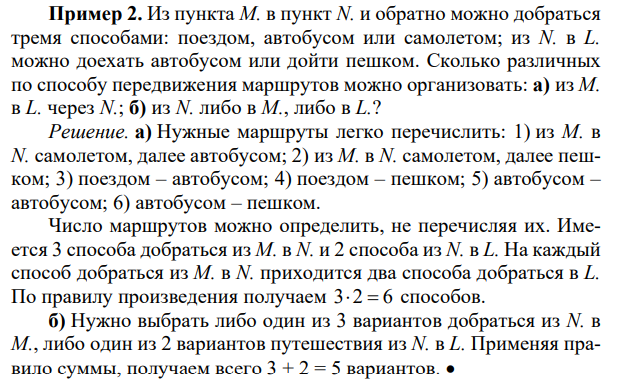 Пример 2. Из пункта M. в пункт N. и обратно можно добраться
тремя способами: поездом, автобусом или самолетом; из N. в L.
можно доехать автобусом или дойти пешком. Сколько различных
по способу передвижения маршрутов можно организовать: а) из M.
в L. через N.; б) из N. либо в M., либо в L.?
Решение. а) Нужные маршруты легко перечислить: 1) из M. в
N. самолетом, далее автобусом; 2) из M. в N. самолетом, далее пеш-
ком; 3) поездом – автобусом; 4) поездом – пешком; 5) автобусом –
автобусом; 6) автобусом – пешком.
Число маршрутов можно определить, не перечисляя их. Име-
ется 3 способа добраться из M. в N. и 2 способа из N. в L. На каждый
способ добраться из M. в N. приходится два способа добраться в L.
По правилу произведения получаем 3·2 = 6 способов.
б) Нужно выбрать либо один из 3 вариантов добраться из N. в
M., либо один из 2 вариантов путешествия из N. в L. Применяя пра-
вило суммы, получаем всего 3 + 2 = 5 вариантов. ●